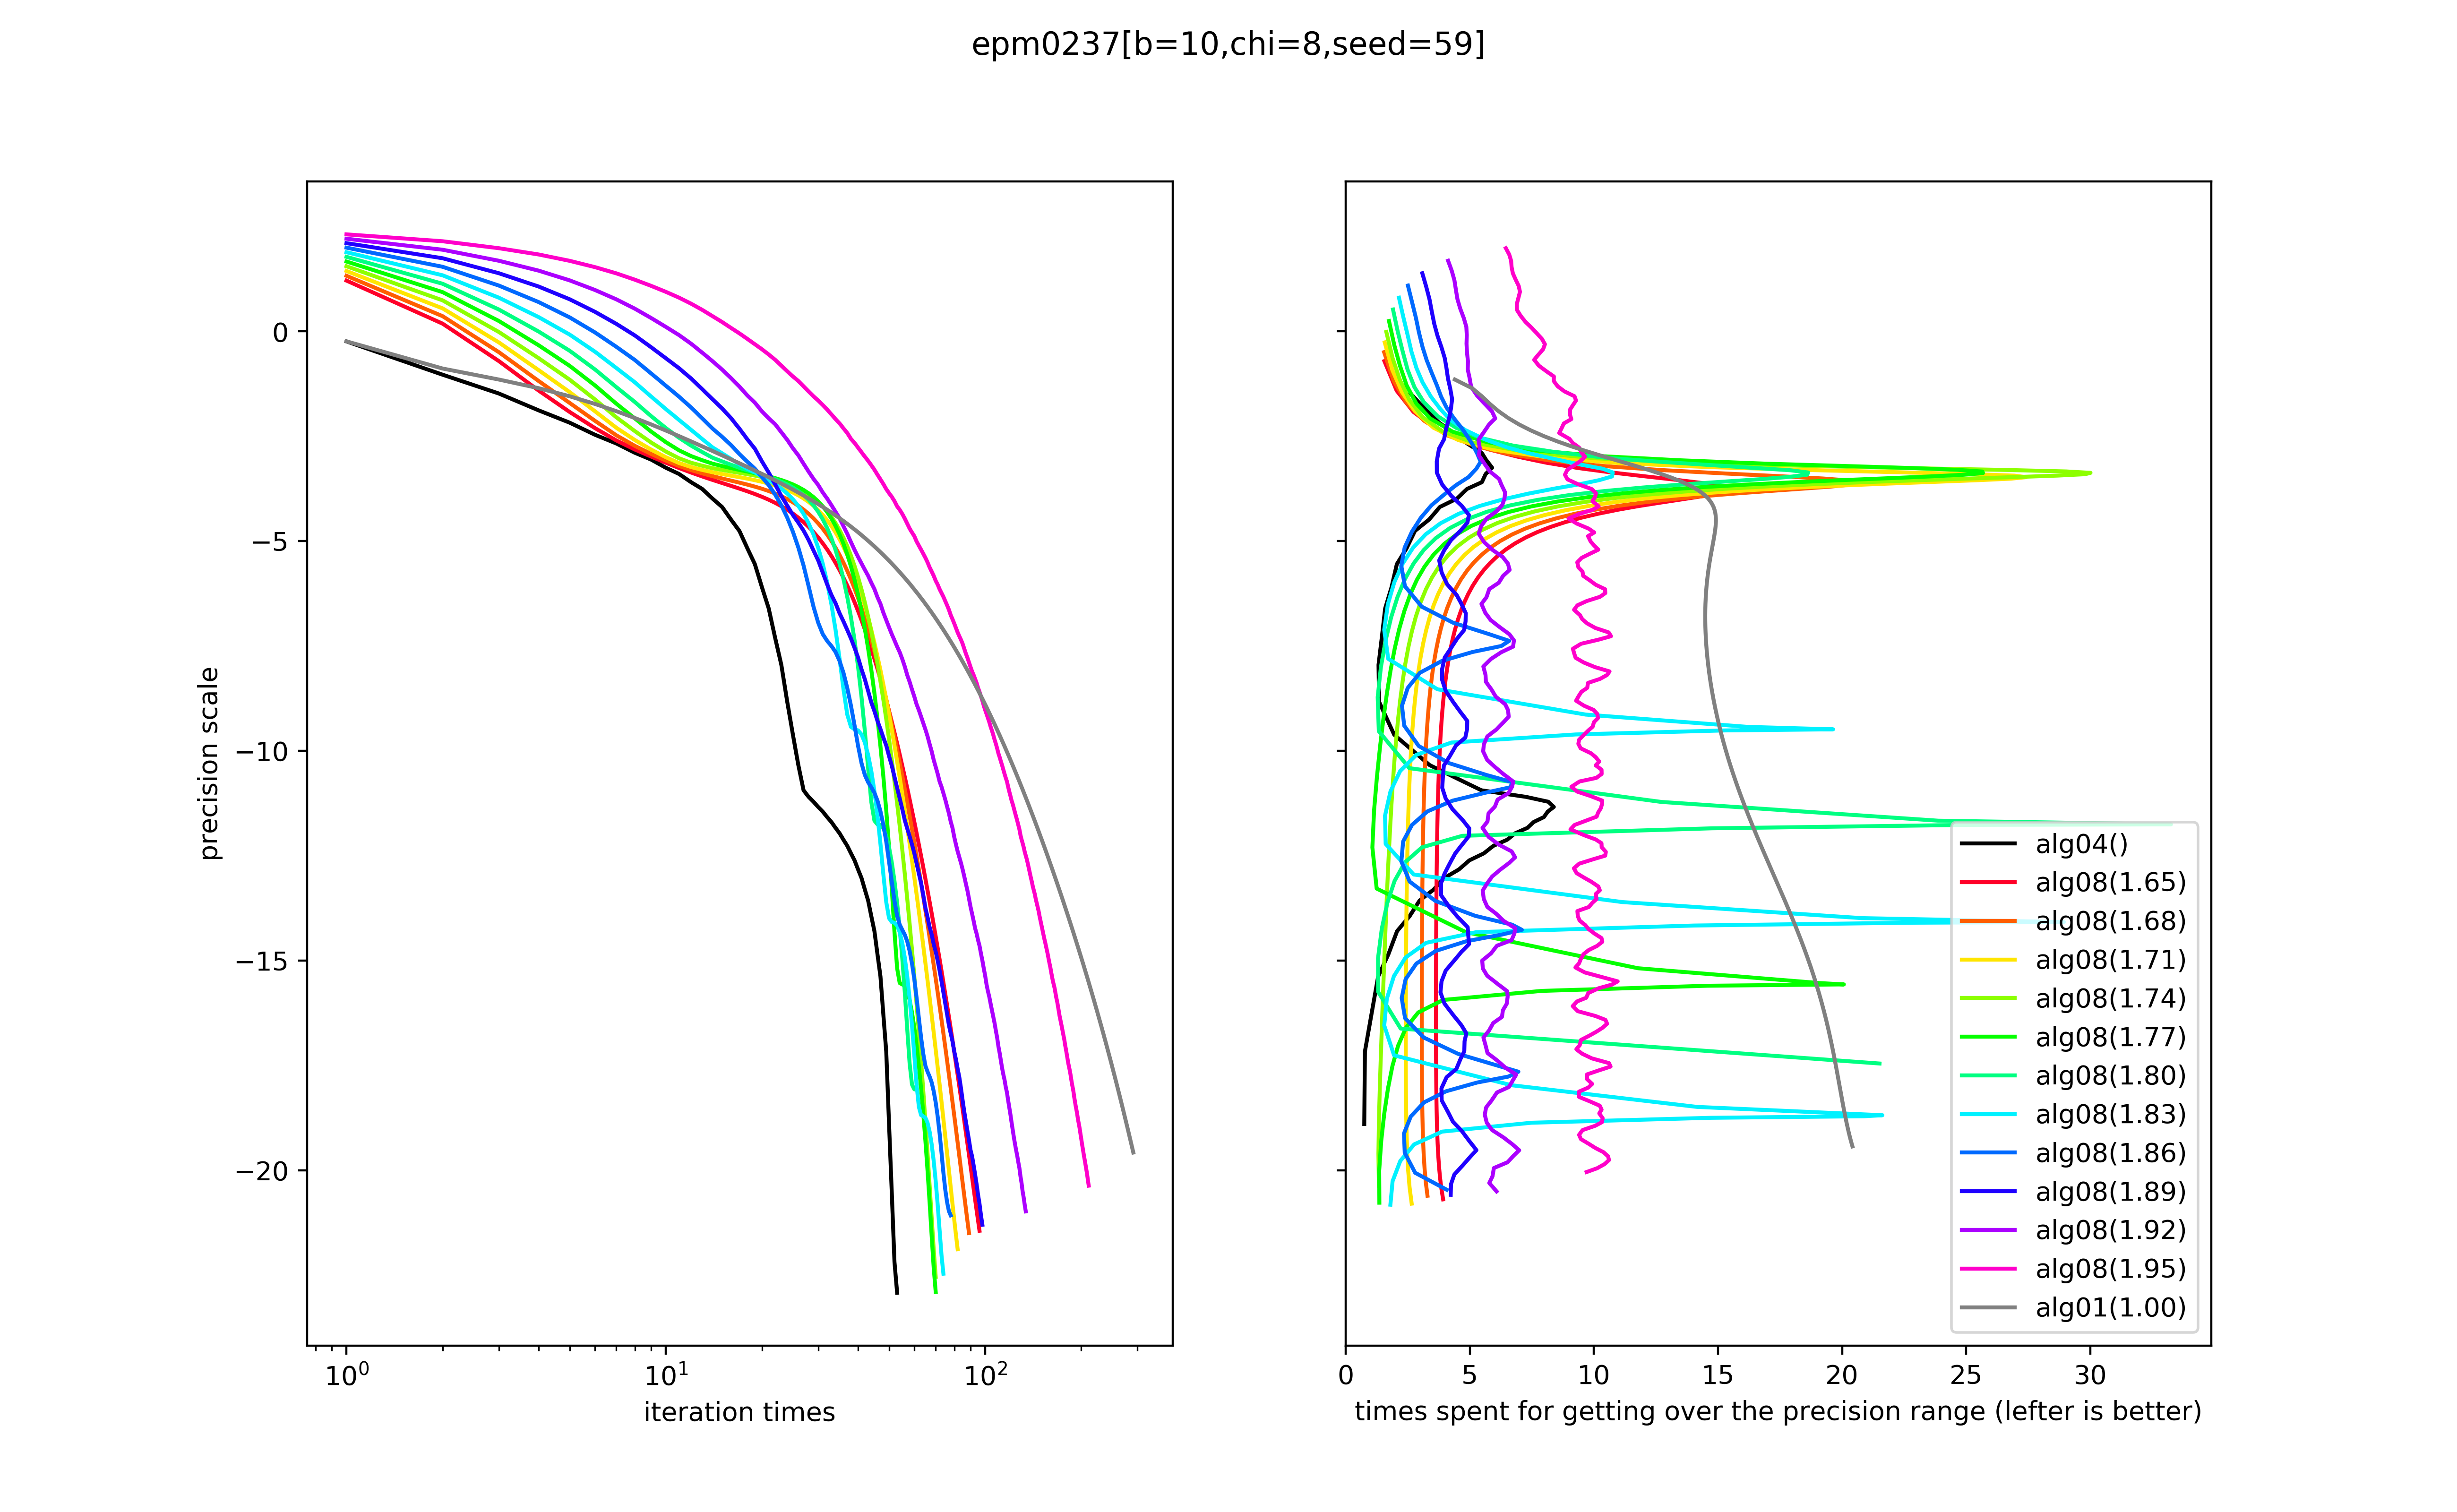 epm0237[b=10,chi=8,seed=59]
precision scale
0
−5
−10
−15
−20
10⁰
10¹
10²
iteration times
0
5
10
15
20
25
30
times spent for getting over the precision range (lefter is better)
alg04()
alg08(1.65)
alg08(1.68)
alg08(1.71)
alg08(1.74)
alg08(1.77)
alg08(1.80)
alg08(1.83)
alg08(1.86)
alg08(1.89)
alg08(1.92)
alg08(1.95)
alg01(1.00)